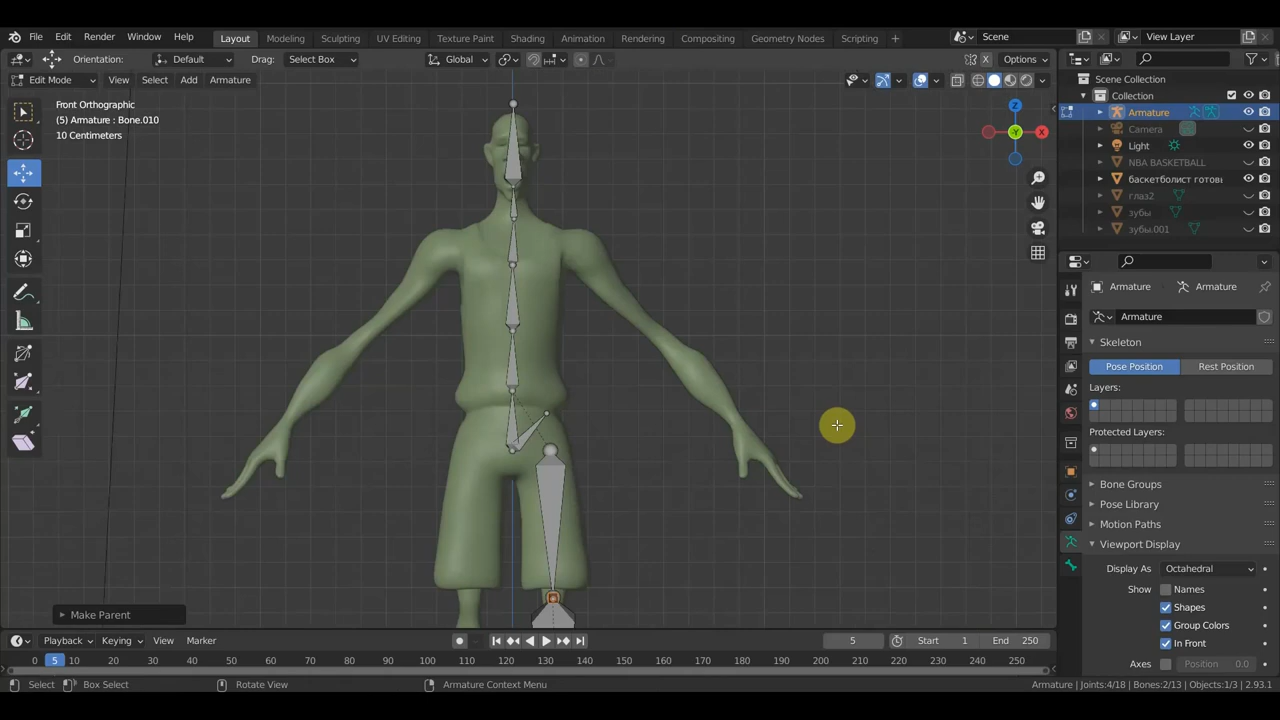 File Edit Render Window Help Layout Modeling Sculpting UV Editing Texture Paint Shading Animation Rendering Compositing Geometry Nodes Scripting + Scene View Layer
Orientation: Default Drag: Select Box Global X Options
Edit Mode View Select Add Armature
Front Orthographic
(5) Armature : Bone.010
10 Centimeters
Z
Y
X
Scene Collection
Collection
Armature
Camera
Light
NBA BASKETBALL
баскетболист готовь
глаз2
зубы
зубы.001
Armature Armature
Armature
Skeleton
Pose Position Rest Position
Layers:
Protected Layers:
Bone Groups
Pose Library
Motion Paths
Viewport Display
Display As Octahedral
Show Names
Shapes
Group Colors
In Front
Axes Position 0.0
Make Parent
Playback Keying View Marker 5 Start 1 End 250
0 5 10 20 30 40 50 60 70 80 90 100 110 120 130 140 150 160 170 180 190 200 210 220 230 240 250
Select Box Select Rotate View Armature Context Menu Armature | Joints:4/18 | Bones:2/13 | Objects:1/3 | 2.93.1